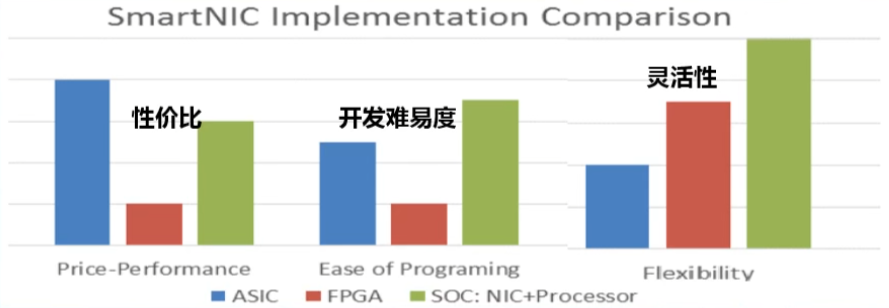 SmartNIC Implementation Comparison
性价比
开发难易度
灵活性
Price-Performance
Ease of Programing
Flexibility
ASIC FPGA SOC: NIC+Processor